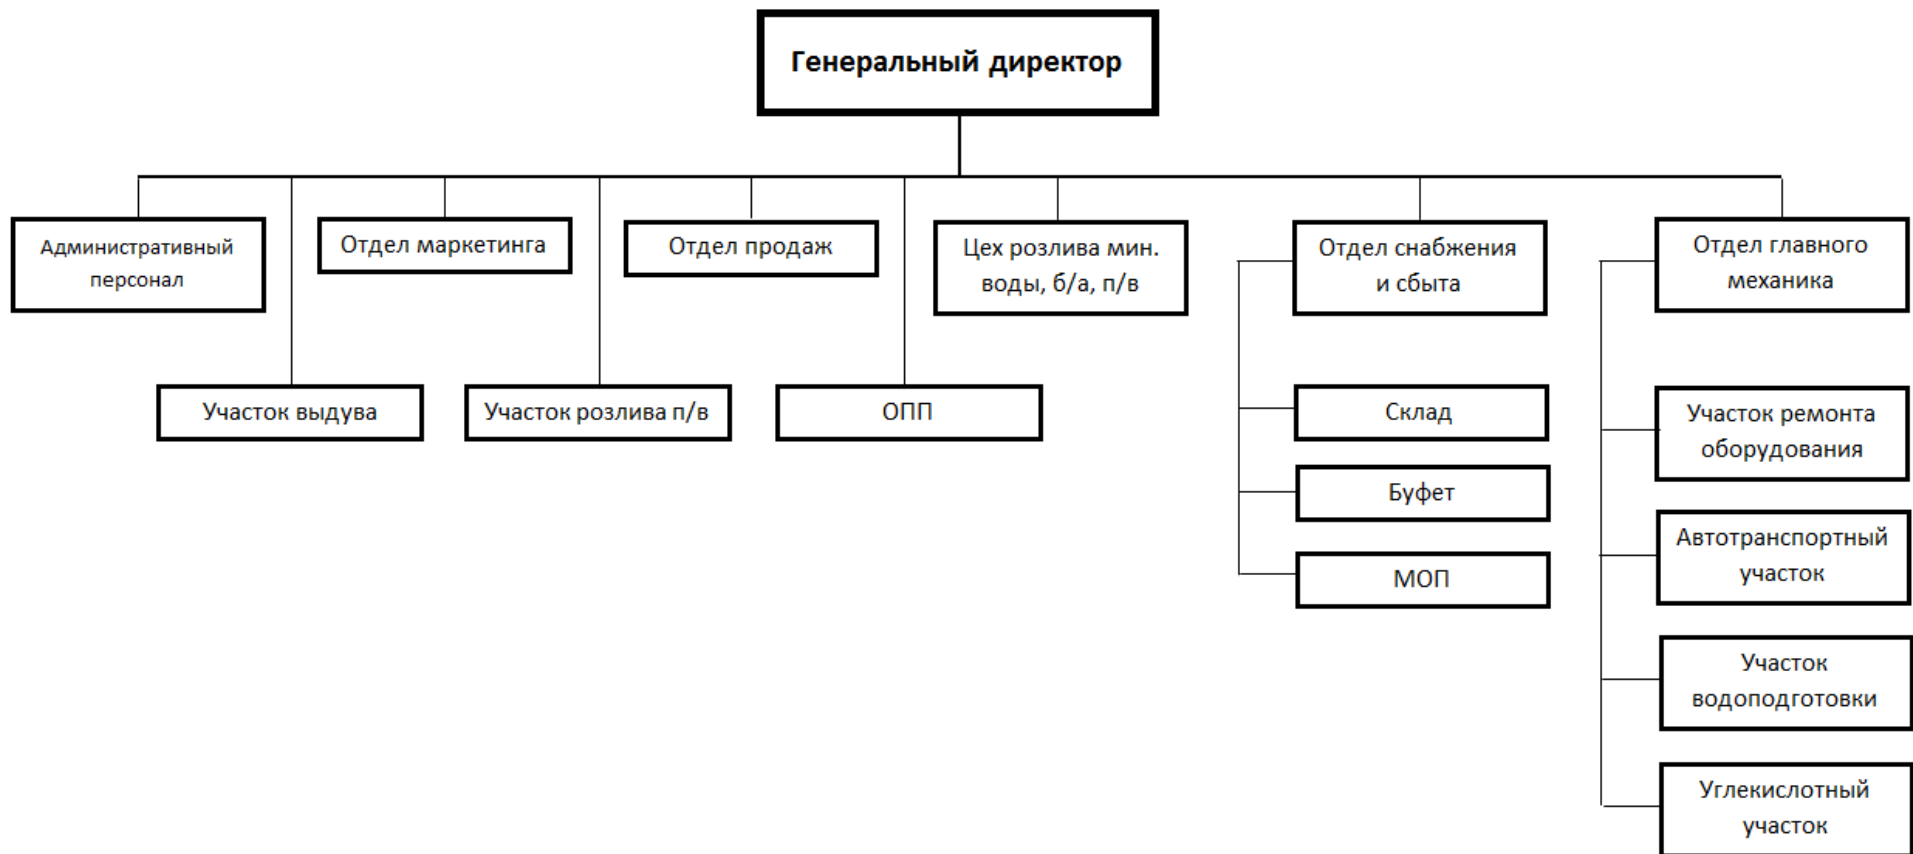 Генеральный директор
Административный
персонал
Отдел маркетинга
Отдел продаж
Цех розлива мин.
воды, б/а, п/в
Отдел снабжения
и сбыта
Отдел главного
механика
Участок выдува
Участок розлива п/в
ОПП
Склад
Буфет
МОП
Участок ремонта
оборудования
Автотранспортный
участок
Участок
водоподготовки
Углекислотный
участок